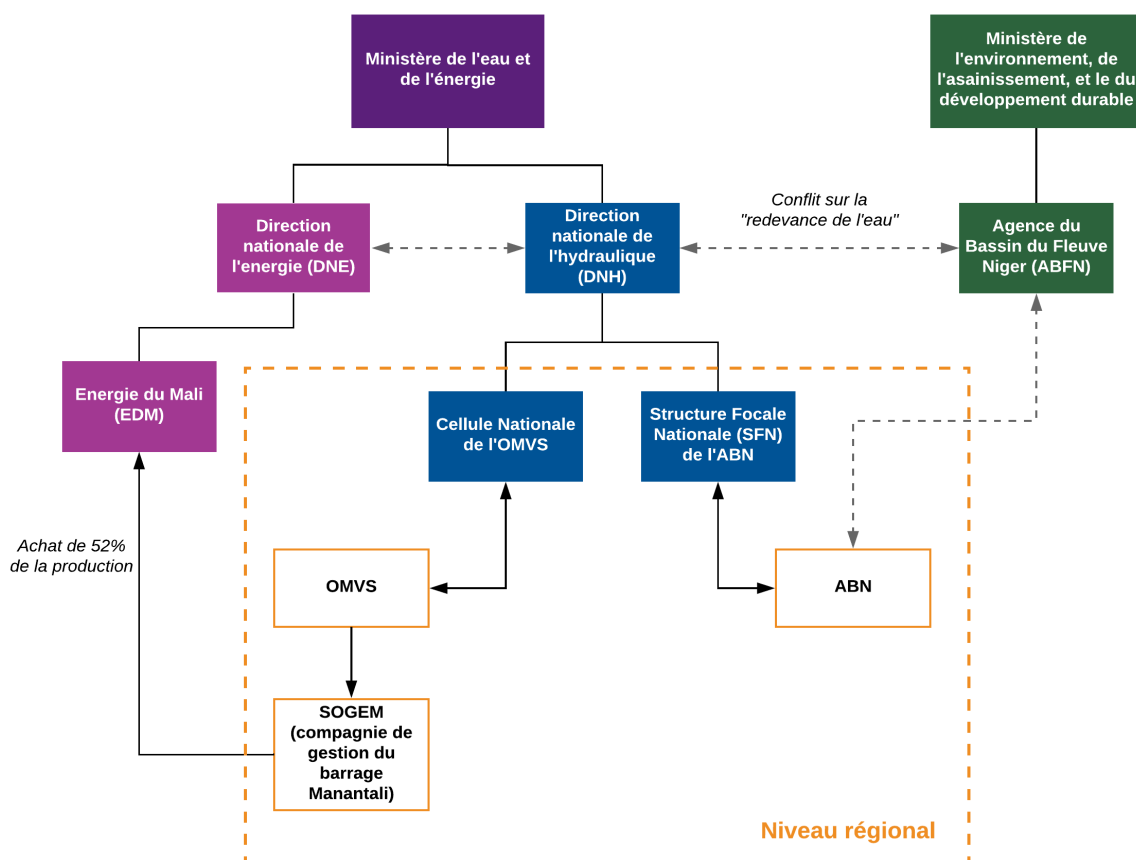 Ministère de l'eau et
de l'énergie
Ministère de
l'environnement, de
l'asainissement, et le du
développement durable
Direction
nationale de
l'energie (DNE)
Direction
nationale de
l'hydraulique
(DNH)
Conflit sur la
"redevance de l'eau"
Agence du
Bassin du Fleuve
Niger (ABFN)
Energie du Mali
(EDM)
Cellule Nationale
de l'OMVS
Structure Focale
Nationale (SFN)
de l'ABN
Achat de 52%
de la production
OMVS
ABN
SOGEM
(compagnie de
gestion du
barrage
Manantali)
Niveau régional